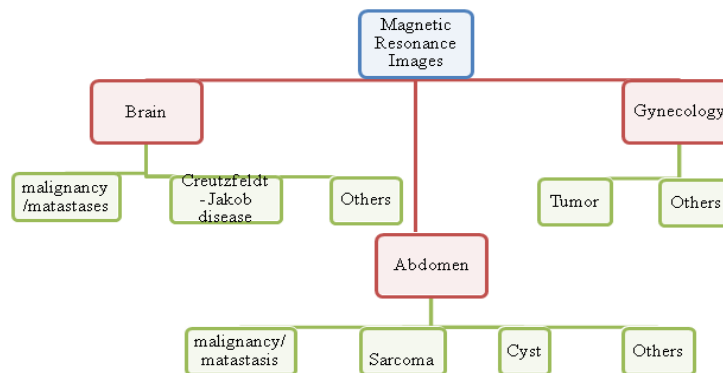 Magnetic
Resonance
Images
Brain
Gynecology
malignancy
/matastases
Creutzfeldt
-Jakob
disease
Others
Tumor
Others
Abdomen
malignancy/
matastasis
Sarcoma
Cyst
Others